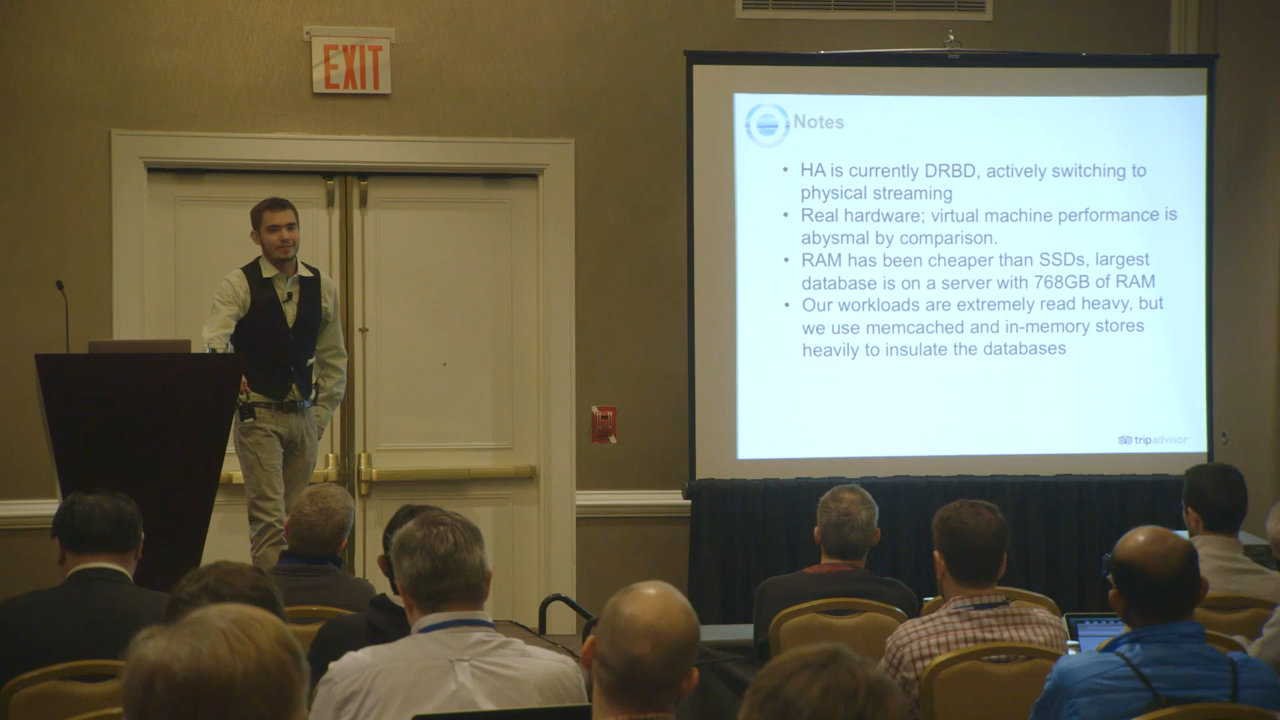 EXIT
Notes
• HA is currently DRBD, actively switching to
physical streaming
• Real hardware; virtual machine performance is
abysmal by comparison.
• RAM has been cheaper than SSDs, largest
database is on a server with 768GB of RAM
• Our workloads are extremely read heavy, but
we use memcached and in-memory stores
heavily to insulate the databases
tripadvisor